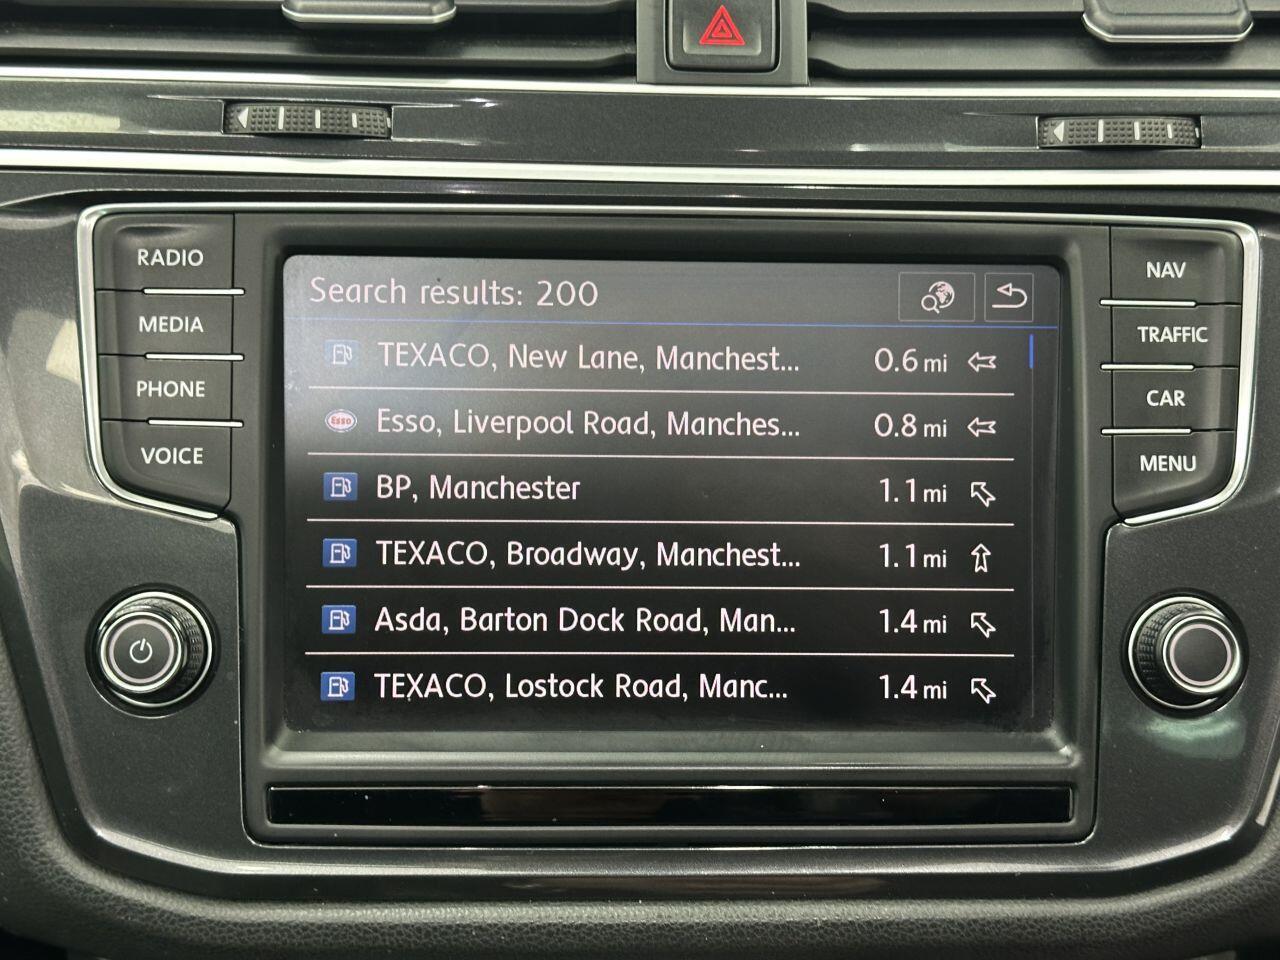 RADIO
MEDIA
PHONE
VOICE
Search results: 200
TEXACO, New Lane, Manchest... 0.6 mi
Esso Esso, Liverpool Road, Manches... 0.8 mi
BP, Manchester 1.1 mi
TEXACO, Broadway, Manchest... 1.1 mi
Asda, Barton Dock Road, Man... 1.4 mi
TEXACO, Lostock Road, Manc... 1.4 mi
NAV
TRAFFIC
CAR
MENU